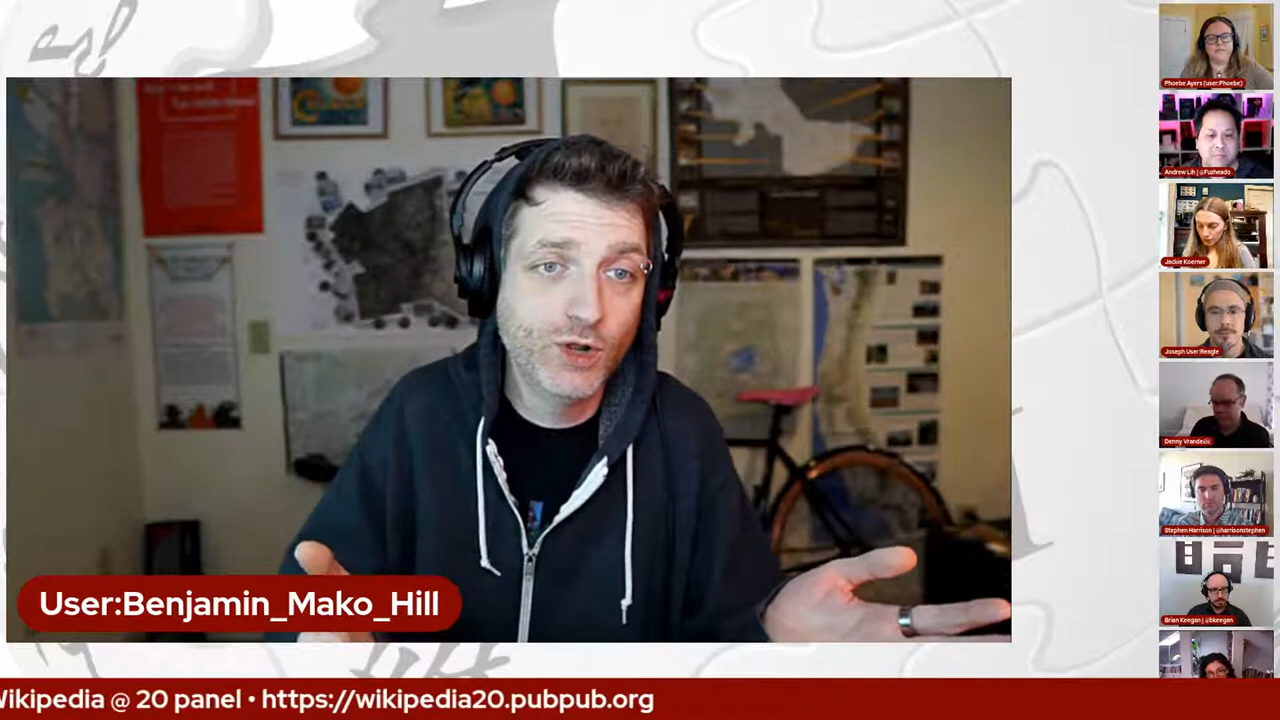 Phoebe Ayers (user:Phoebe)
Andrew Lih | @Fuzheado
Jackie Koerner
Joseph User:Reagle
Denny Vrandečić
Stephen Harrison | @harrisonstephen
Brian Keegan | @bkeegan
User:Benjamin_Mako_Hill
Wikipedia @ 20 panel • https://wikipedia20.pubpub.org